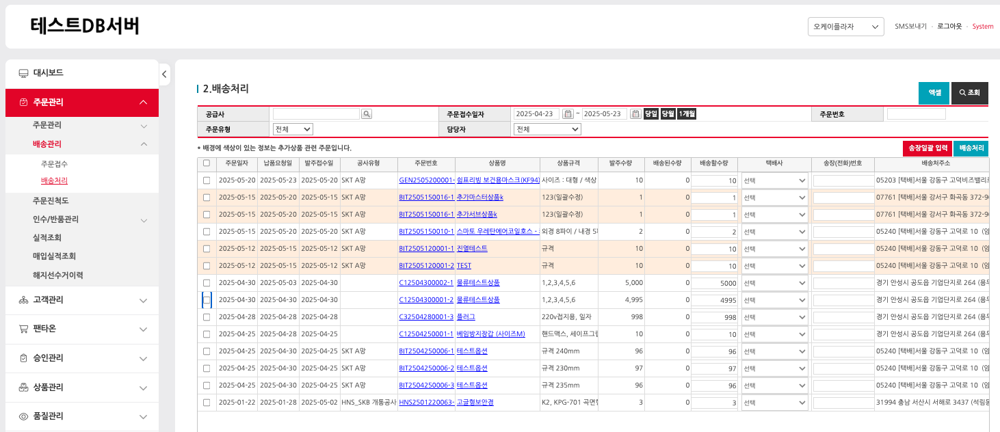 테스트DB서버
오케이플라자 SMS보내기 · 로그아웃 · System
대시보드
주문관리
주문관리
배송관리
주문접수
배송처리
주문진척도
인수/반품관리
실적조회
매입실적조회
해지선수거이력
고객관리
팬타온
승인관리
상품관리
품질관리
2.배송처리
엑셀 조회
공급사 주문접수일자 2025-04-23 ~ 2025-05-23 당일 당월 1개월 주문번호
주문유형 전체 담당자 전체
* 배경에 색상이 있는 정보는 추가상품 관련 주문입니다.
송장일괄 입력 배송처리
주문일자 납품요청일 발주접수일 공사유형 주문번호 상품명 상품규격 발주수량 배송된수량 배송할수량 택배사 송장(전화)번호 배송처주소
2025-05-20 2025-05-23 2025-05-20 SKT A망 GEN2505200001- 쉼표리빙 보건용마스크(KF94) 사이즈 : 대형 / 색상 10 0 10 선택 05203 [택배]서울 강동구 고덕비즈밸리로
2025-05-15 2025-05-20 2025-05-15 SKT A망 BIT2505150016-1 추가마스터상품k 123(일괄수정) 1 0 1 선택 07761 [택배]서울 강서구 화곡동 372-90
2025-05-15 2025-05-20 2025-05-15 SKT A망 BIT2505150016-1 추가서브상품k 123(일괄수정) 1 0 1 선택 07761 [택배]서울 강서구 화곡동 372-90
2025-05-15 2025-05-20 2025-05-20 SKT A망 BIT2505150010-1 스마토 우레탄에어코일호스 - 외경 8파이 / 내경 5 2 0 2 선택 05240 [택배]서울 강동구 고덕로 10 (암
2025-05-12 2025-05-15 2025-05-12 SKT A망 BIT2505120001-1 진열테스트 규격 10 0 10 선택 05240 [택배]서울 강동구 고덕로 10 (암
2025-05-12 2025-05-15 2025-05-12 SKT A망 BIT2505120001-2 TEST 규격 10 0 10 선택 05240 [택배]서울 강동구 고덕로 10 (암
2025-04-30 2025-05-03 2025-04-30 C12504300002-1 물류테스트상품 1,2,3,4,5,6 5,000 0 5000 선택 경기 안성시 공도읍 기업단지로 264 (용두
2025-04-30 2025-04-30 2025-04-30 C12504300001-2 물류테스트상품 1,2,3,4,5,6 4,995 0 4995 선택 경기 안성시 공도읍 기업단지로 264 (용두
2025-04-28 2025-04-28 2025-04-28 C32504280001-3 플러그 220v접지용, 일자 998 0 998 선택 경기 안성시 공도읍 기업단지로 264 (용두
2025-04-25 2025-04-28 2025-04-25 C12504250001-1 베임방지장갑 (사이즈M) 핸드맥스, 세이프그립 10 0 10 선택 경기 안성시 공도읍 기업단지로 264 (용두
2025-04-25 2025-04-30 2025-04-25 SKT A망 BIT2504250006-1 테스트옵션 규격 240mm 96 0 96 선택 05240 [택배]서울 강동구 고덕로 10 (암
2025-04-25 2025-04-30 2025-04-25 SKT A망 BIT2504250006-2 테스트옵션 규격 230mm 97 0 97 선택 05240 [택배]서울 강동구 고덕로 10 (암
2025-04-25 2025-04-30 2025-04-25 SKT A망 BIT2504250006-3 테스트옵션 규격 235mm 96 0 96 선택 05240 [택배]서울 강동구 고덕로 10 (암
2025-01-22 2025-01-28 2025-05-02 HNS_SKB 개통공사 HNS2501220063- 고글형보안경 K2, KPG-701 곡면형 3 0 3 선택 31994 충남 서산시 서해로 3437 (석림동